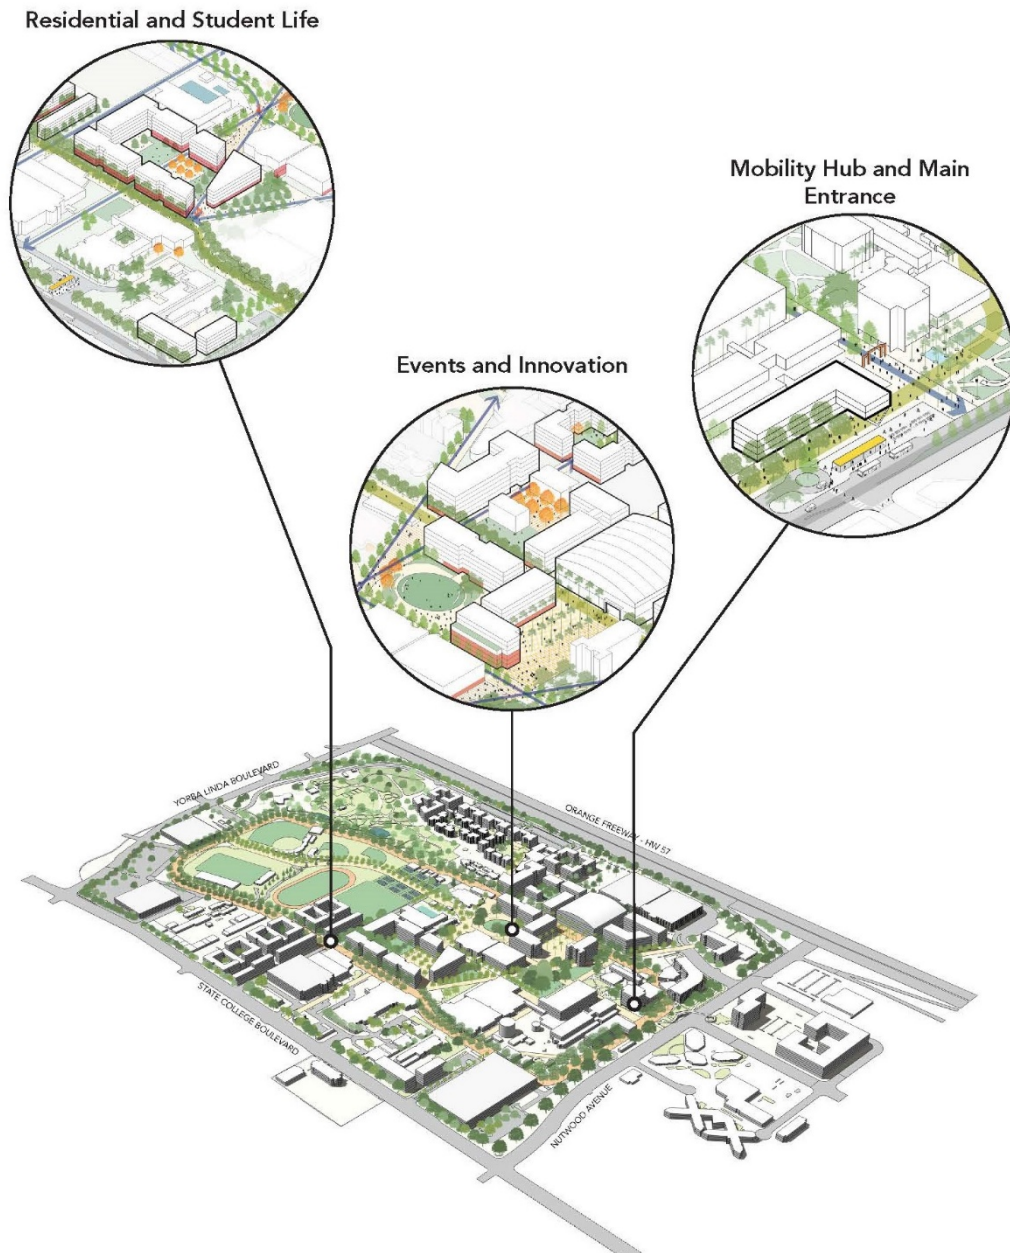 Residential and Student Life
Mobility Hub and Main
Entrance
Events and Innovation
YORBA LINDA BOULEVARD
ORANGE FREEWAY - HW 57
STATE COLLEGE BOULEVARD
NUTWOOD AVENUE